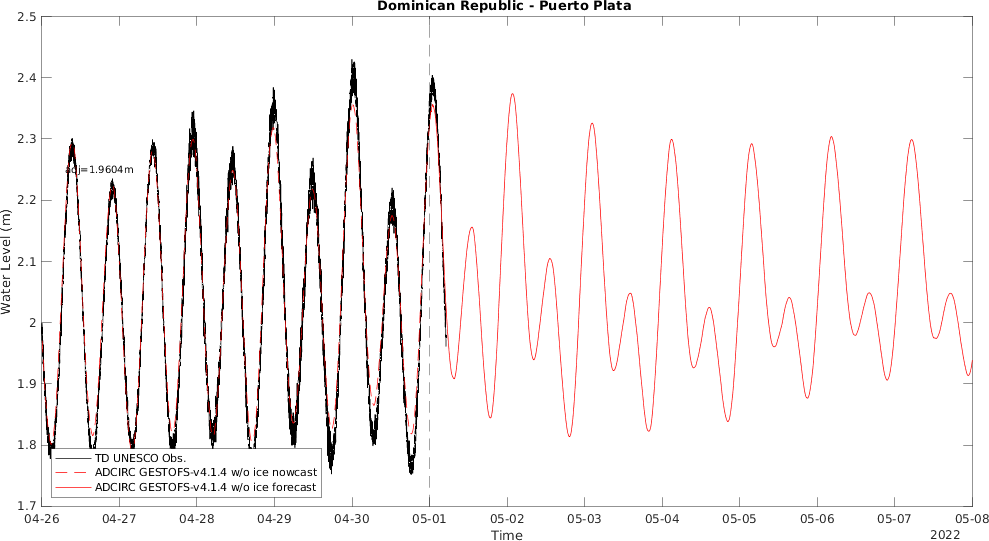 Dominican Republic - Puerto Plata
Water Level (m)
2.5
2.4
2.3
2.2
2.1
2
1.9
1.8
1.7
adj=1.9604m
TD UNESCO Obs.
ADCIRC GESTOFS-v4.1.4 w/o ice nowcast
ADCIRC GESTOFS-v4.1.4 w/o ice forecast
04-26 04-27 04-28 04-29 04-30 05-01 05-02 05-03 05-04 05-05 05-06 05-07 05-08
Time
2022